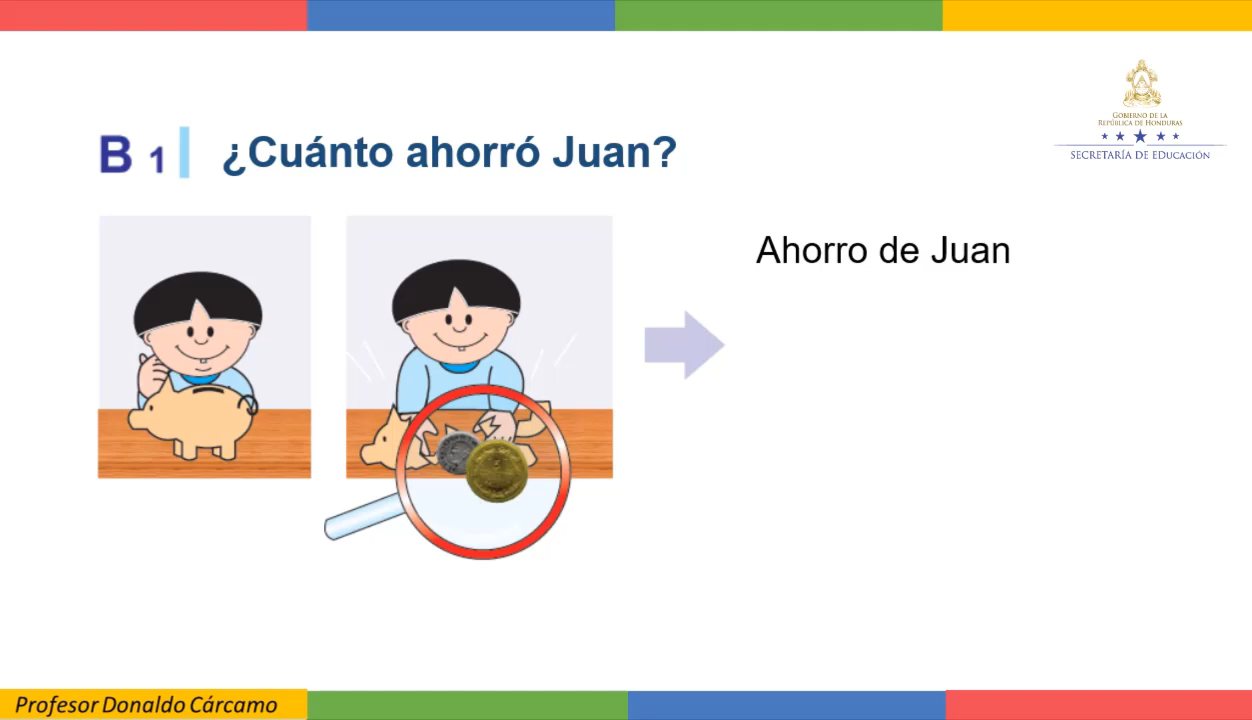 GOBIERNO DE LA
REPÚBLICA DE HONDURAS
SECRETARÍA DE EDUCACIÓN
B 1 ¿Cuánto ahorró Juan?
Ahorro de Juan
Profesor Donaldo Cárcamo